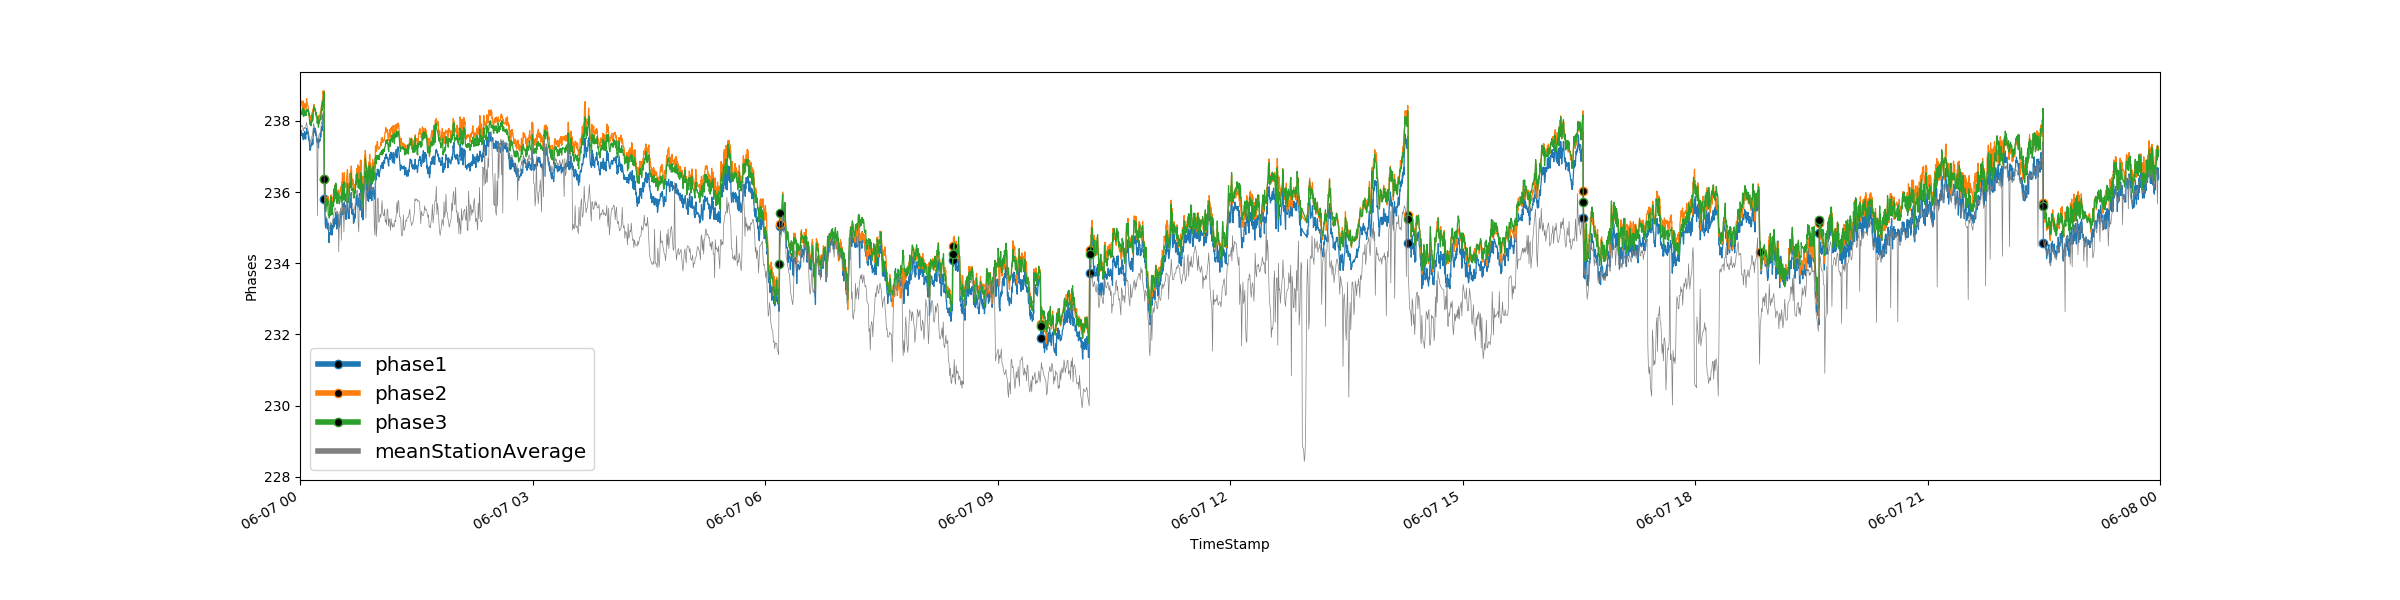 238
236
234
232
230
228
Phases
phase1
phase2
phase3
meanStationAverage
06-07 00
06-07 03
06-07 06
06-07 09
06-07 12
06-07 15
06-07 18
06-07 21
06-08 00
TimeStamp